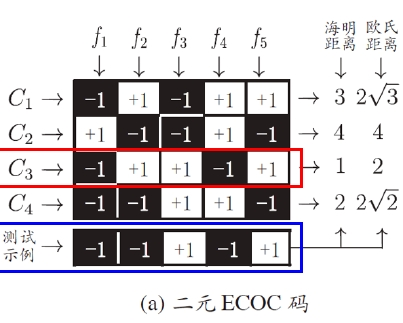 f₁ f₂ f₃ f₄ f₅ 海明距离 欧氏距离
C₁ → -1 +1 -1 +1 +1 → 3 2√3
C₂ → +1 -1 -1 +1 -1 → 4 4
C₃ → -1 +1 +1 -1 +1 → 1 2
C₄ → -1 -1 +1 +1 -1 → 2 2√2
测试示例 -1 -1 +1 -1 +1
(a) 二元 ECOC 码